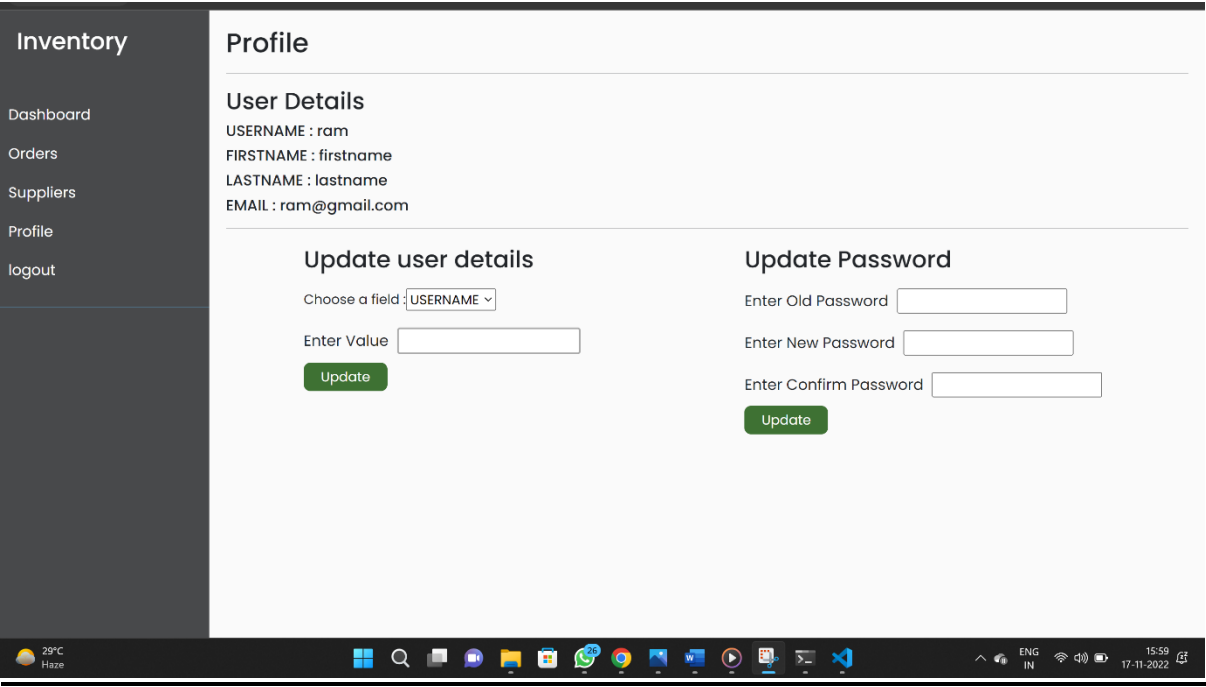 Inventory
Dashboard
Orders
Suppliers
Profile
logout
Profile
User Details
USERNAME : ram
FIRSTNAME : firstname
LASTNAME : lastname
EMAIL : ram@gmail.com
Update user details
Choose a field : USERNAME
Enter Value
Update
Update Password
Enter Old Password
Enter New Password
Enter Confirm Password
Update
29°C
Haze
26
ENG
IN
15:59
17-11-2022